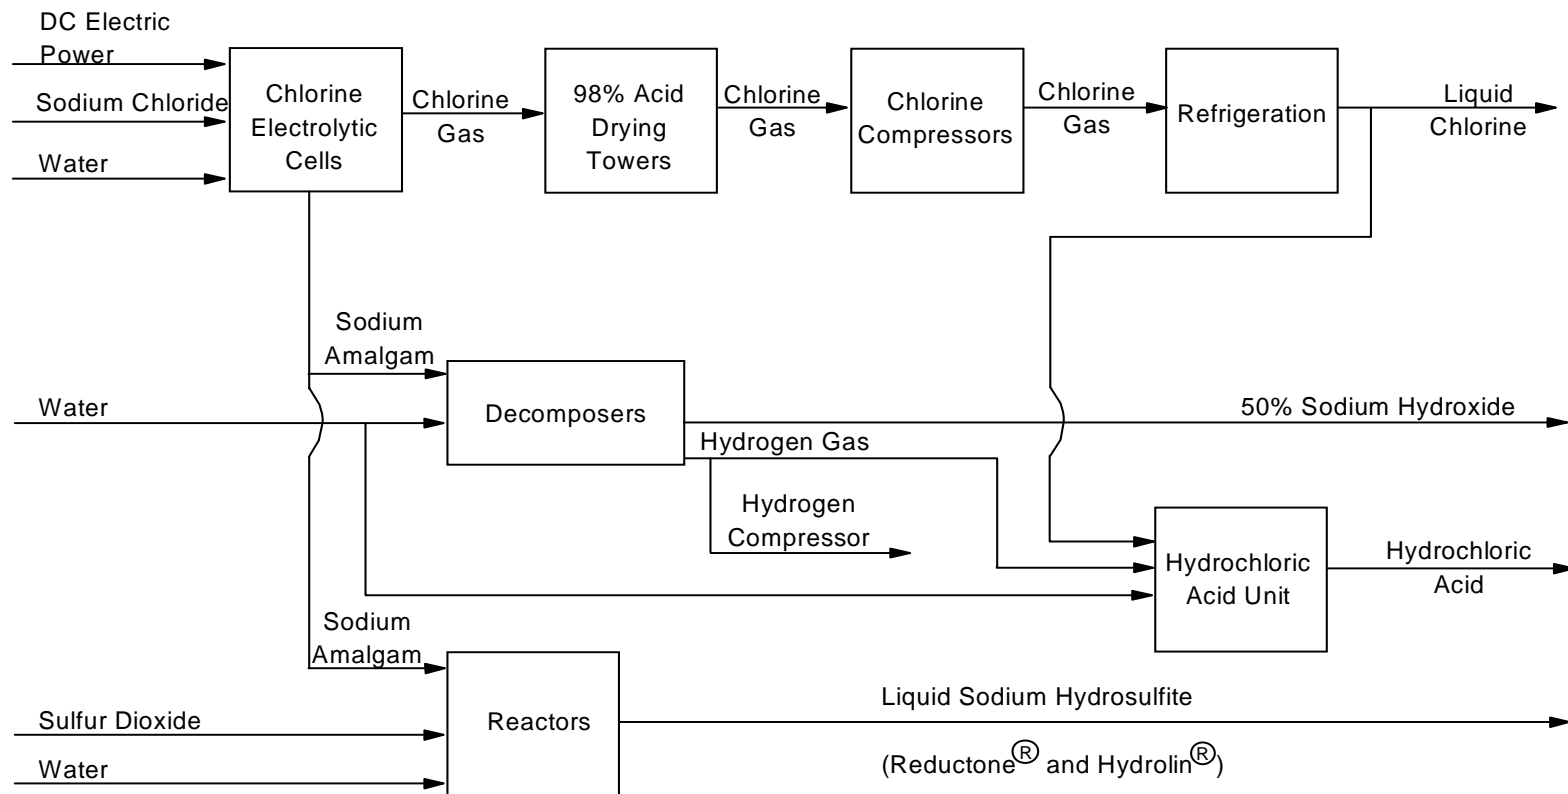 DC Electric
Power
Sodium Chloride
Water
Chlorine
Electrolytic
Cells
Chlorine
Gas
98% Acid
Drying
Towers
Chlorine
Gas
Chlorine
Compressors
Chlorine
Gas
Refrigeration
Liquid
Chlorine
Sodium
Amalgam
Water
Decomposers
50% Sodium Hydroxide
Hydrogen Gas
Hydrogen
Compressor
Hydrochloric
Acid Unit
Hydrochloric
Acid
Sodium
Amalgam
Sulfur Dioxide
Water
Reactors
Liquid Sodium Hydrosulfite
(Reductone® and Hydrolin®)